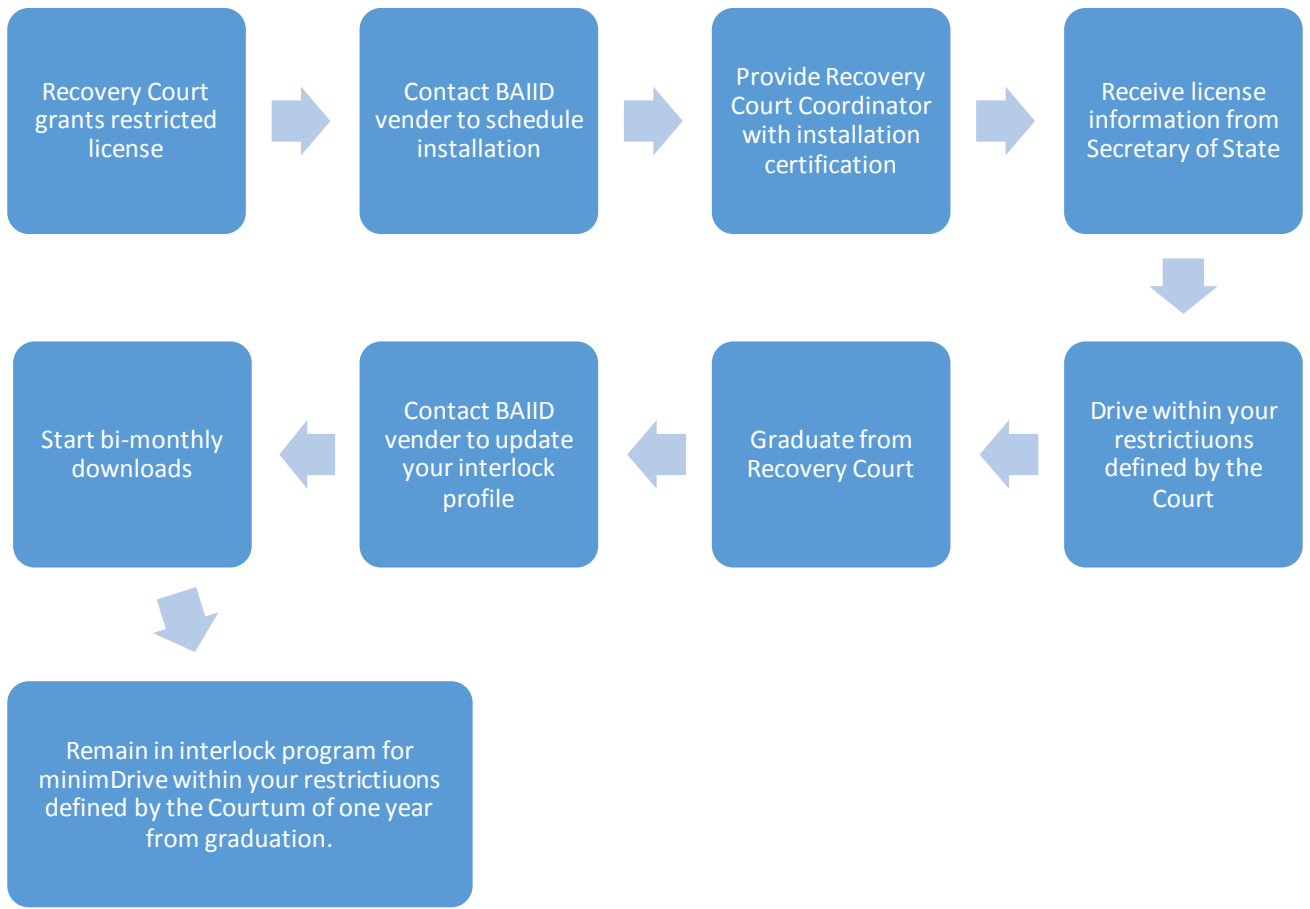 Recovery Court
grants restricted
license
Contact BAIID
vender to schedule
installation
Provide Recovery
Court Coordinator
with installation
certification
Receive license
information from
Secretary of State
Drive within your
restrictiuons
defined by the
Court
Graduate from
Recovery Court
Contact BAIID
vender to update
your interlock
profile
Start bi-monthly
downloads
Remain in interlock program for
minimDrive within your restrictiuons
defined by the Courtum of one year
from graduation.